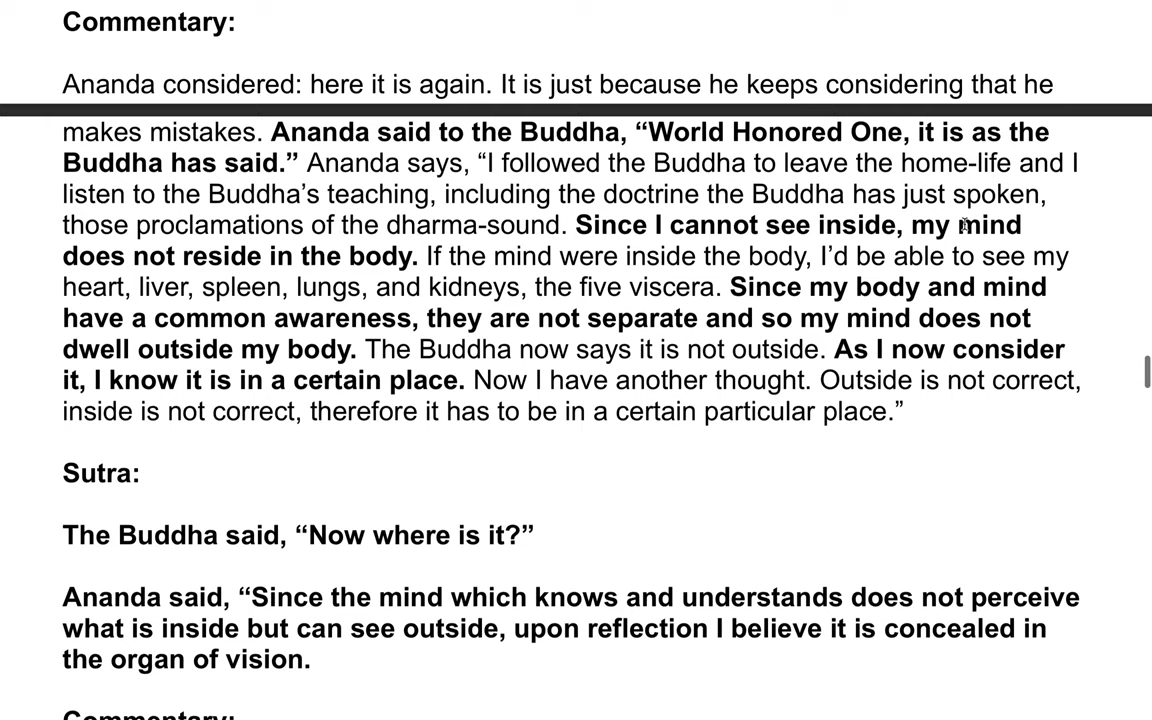 Commentary:
Ananda considered: here it is again. It is just because he keeps considering that he
makes mistakes. Ananda said to the Buddha, “World Honored One, it is as the
Buddha has said.” Ananda says, “I followed the Buddha to leave the home-life and I
listen to the Buddha’s teaching, including the doctrine the Buddha has just spoken,
those proclamations of the dharma-sound. Since I cannot see inside, my mind
does not reside in the body. If the mind were inside the body, I’d be able to see my
heart, liver, spleen, lungs, and kidneys, the five viscera. Since my body and mind
have a common awareness, they are not separate and so my mind does not
dwell outside my body. The Buddha now says it is not outside. As I now consider
it, I know it is in a certain place. Now I have another thought. Outside is not correct,
inside is not correct, therefore it has to be in a certain particular place.”
Sutra:
The Buddha said, “Now where is it?”
Ananda said, “Since the mind which knows and understands does not perceive
what is inside but can see outside, upon reflection I believe it is concealed in
the organ of vision.
Commentary: